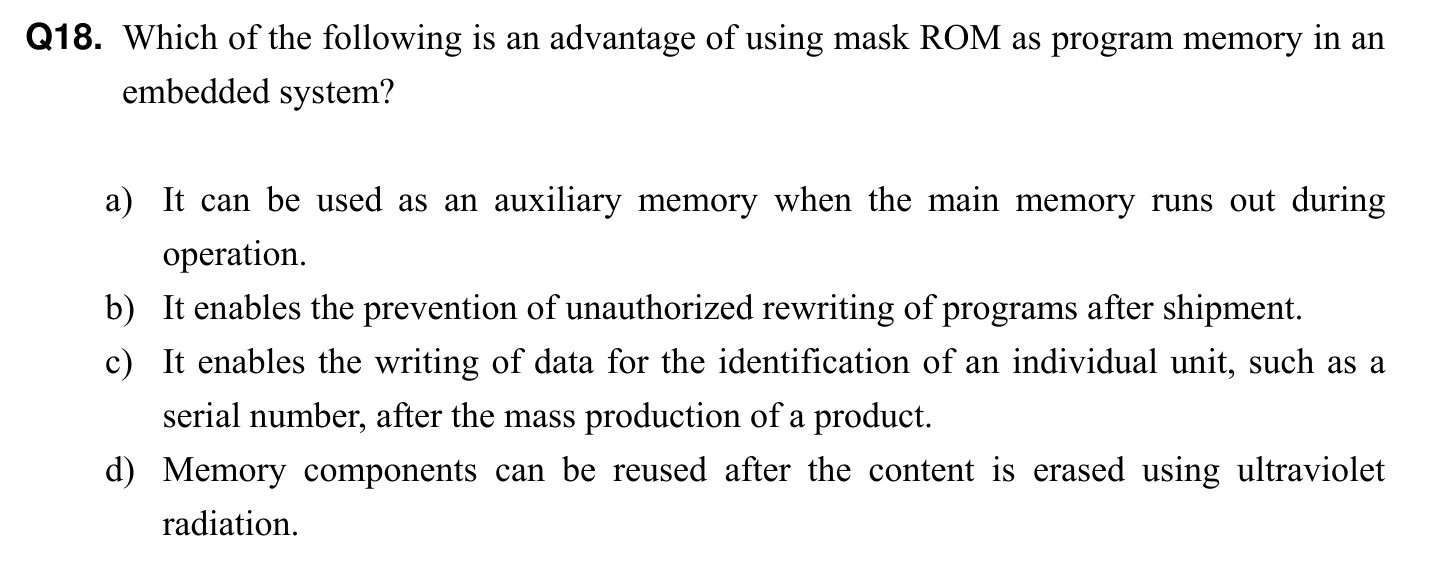 Q18. Which of the following is an advantage of using mask ROM as program memory in an
embedded system?
a) It can be used as an auxiliary memory when the main memory runs out during
operation.
b) It enables the prevention of unauthorized rewriting of programs after shipment.
c) It enables the writing of data for the identification of an individual unit, such as a
serial number, after the mass production of a product.
d) Memory components can be reused after the content is erased using ultraviolet
radiation.